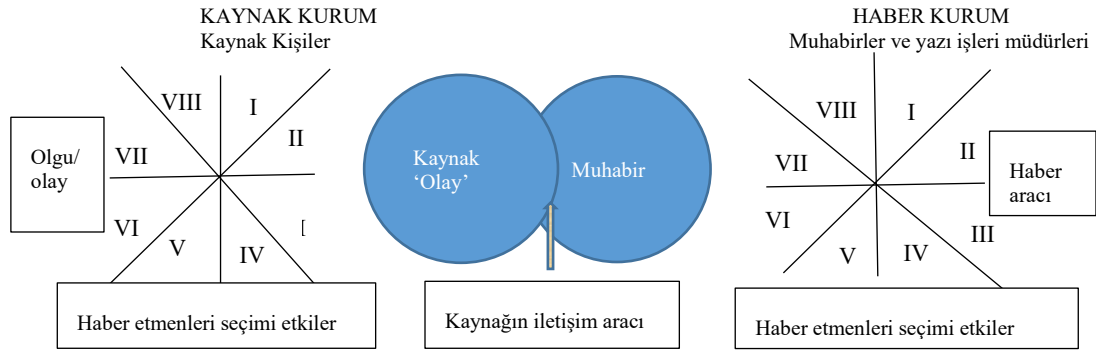 KAYNAK KURUM
Kaynak Kişiler
HABER KURUM
Muhabirler ve yazı işleri müdürleri
VIII
I
II
VII
VI
V
IV
I
Olgu/
olay
Kaynak
‘Olay’
Muhabir
VIII
I
VII
II
VI
III
V
IV
Haber
aracı
Haber etmenleri seçimi etkiler
Kaynağın iletişim aracı
Haber etmenleri seçimi etkiler